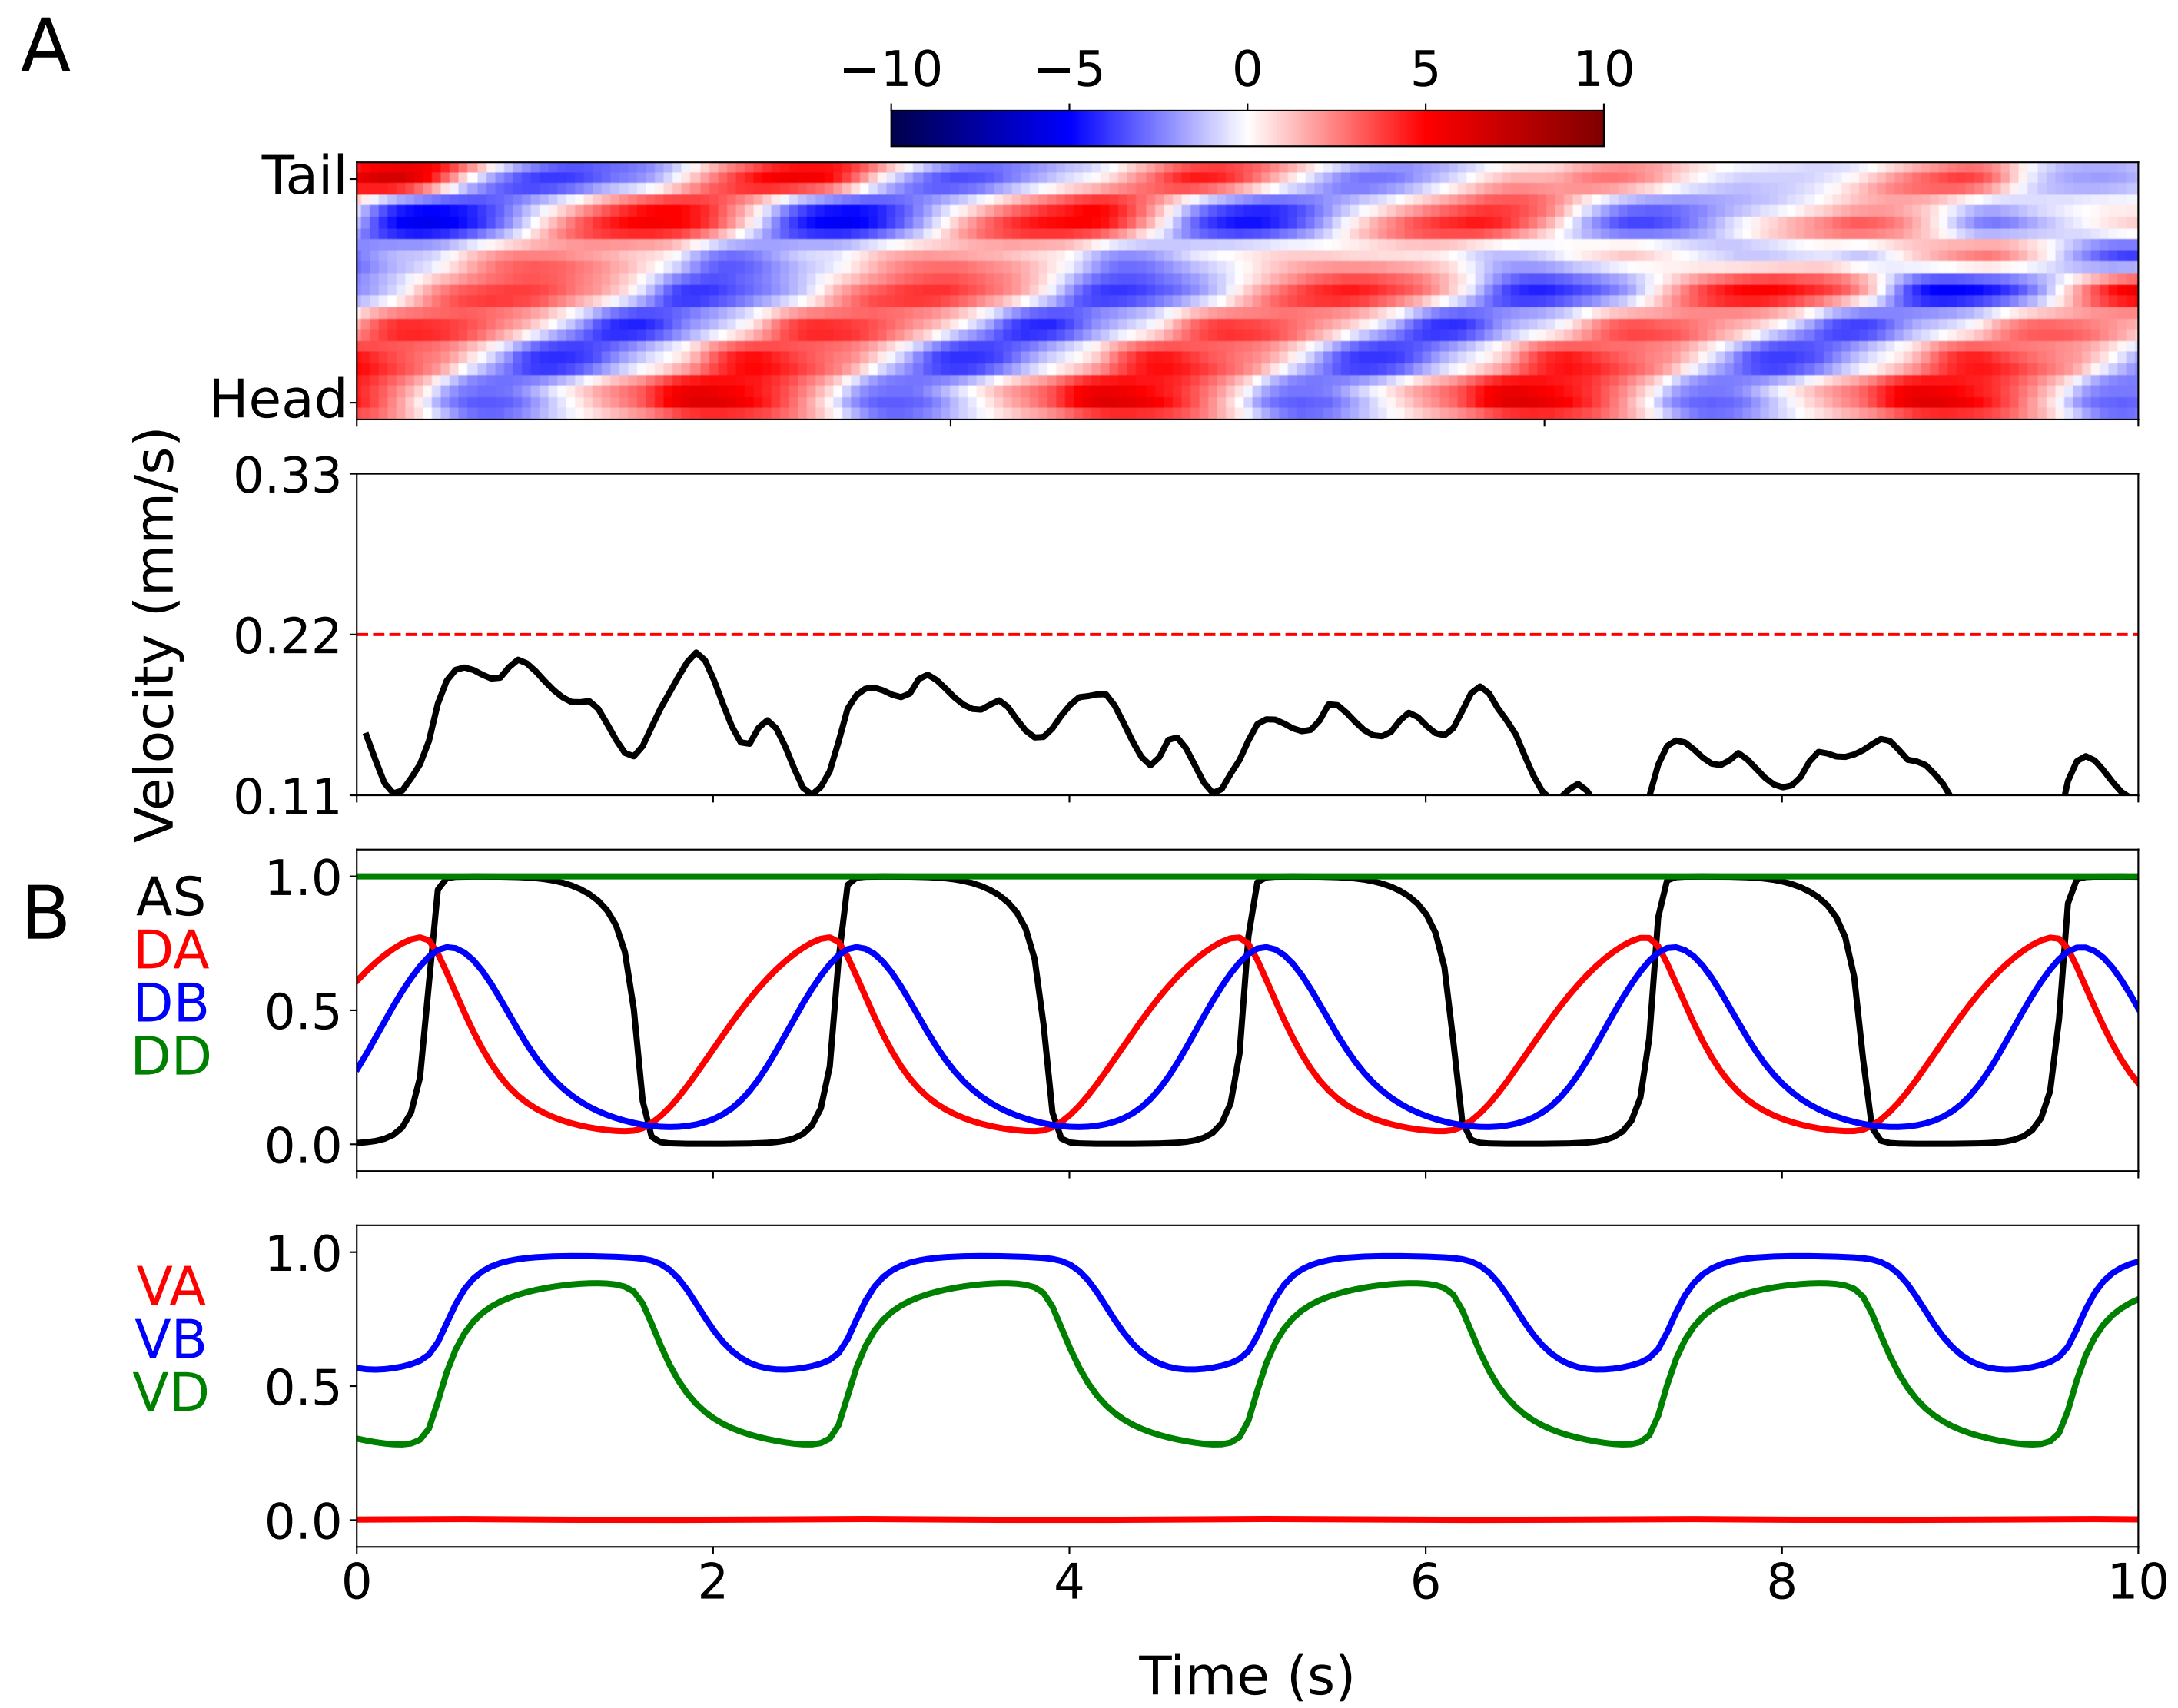 A
−10 −5 0 5 10
Tail
Head
Velocity (mm/s)
0.33
0.22
0.11
B
AS
DA
DB
DD
1.0
0.5
0.0
VA
VB
VD
1.0
0.5
0.0
0 2 4 6 8 10
Time (s)